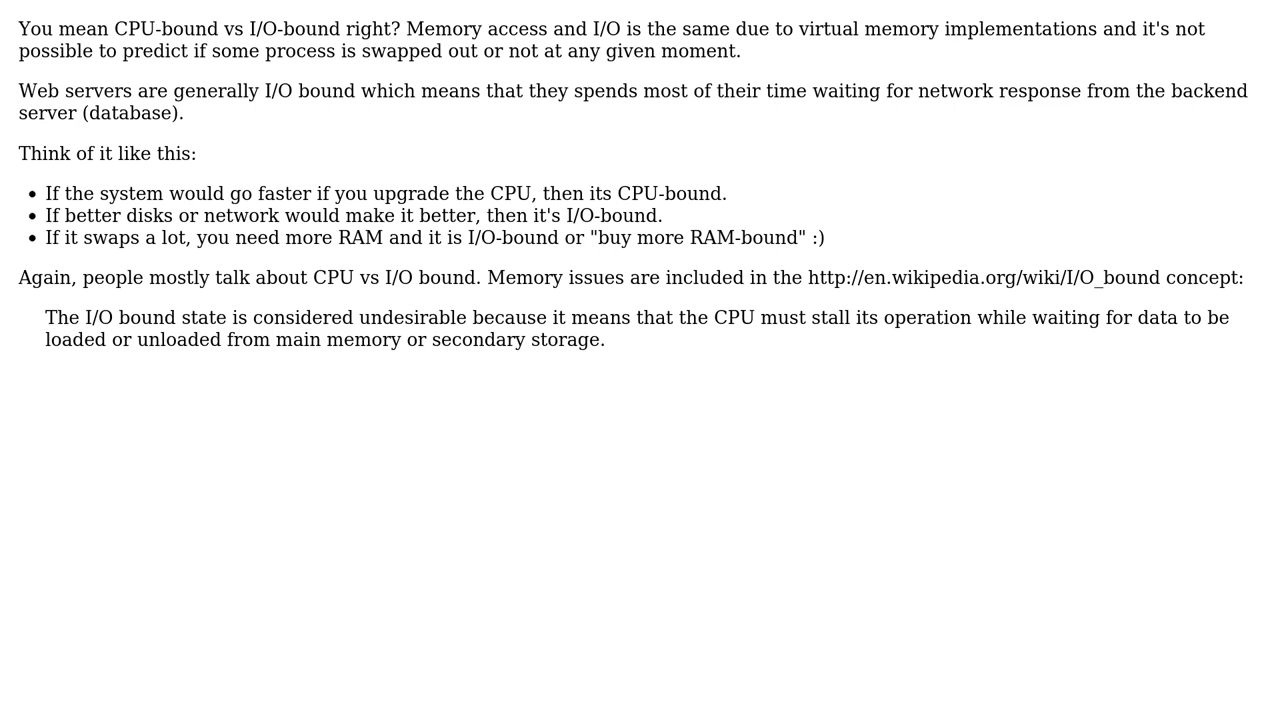 You mean CPU-bound vs I/O-bound right? Memory access and I/O is the same due to virtual memory implementations and it's not
possible to predict if some process is swapped out or not at any given moment.
Web servers are generally I/O bound which means that they spends most of their time waiting for network response from the backend
server (database).
Think of it like this:
• If the system would go faster if you upgrade the CPU, then its CPU-bound.
• If better disks or network would make it better, then it's I/O-bound.
• If it swaps a lot, you need more RAM and it is I/O-bound or "buy more RAM-bound" :)
Again, people mostly talk about CPU vs I/O bound. Memory issues are included in the http://en.wikipedia.org/wiki/I/O_bound concept:
The I/O bound state is considered undesirable because it means that the CPU must stall its operation while waiting for data to be
loaded or unloaded from main memory or secondary storage.